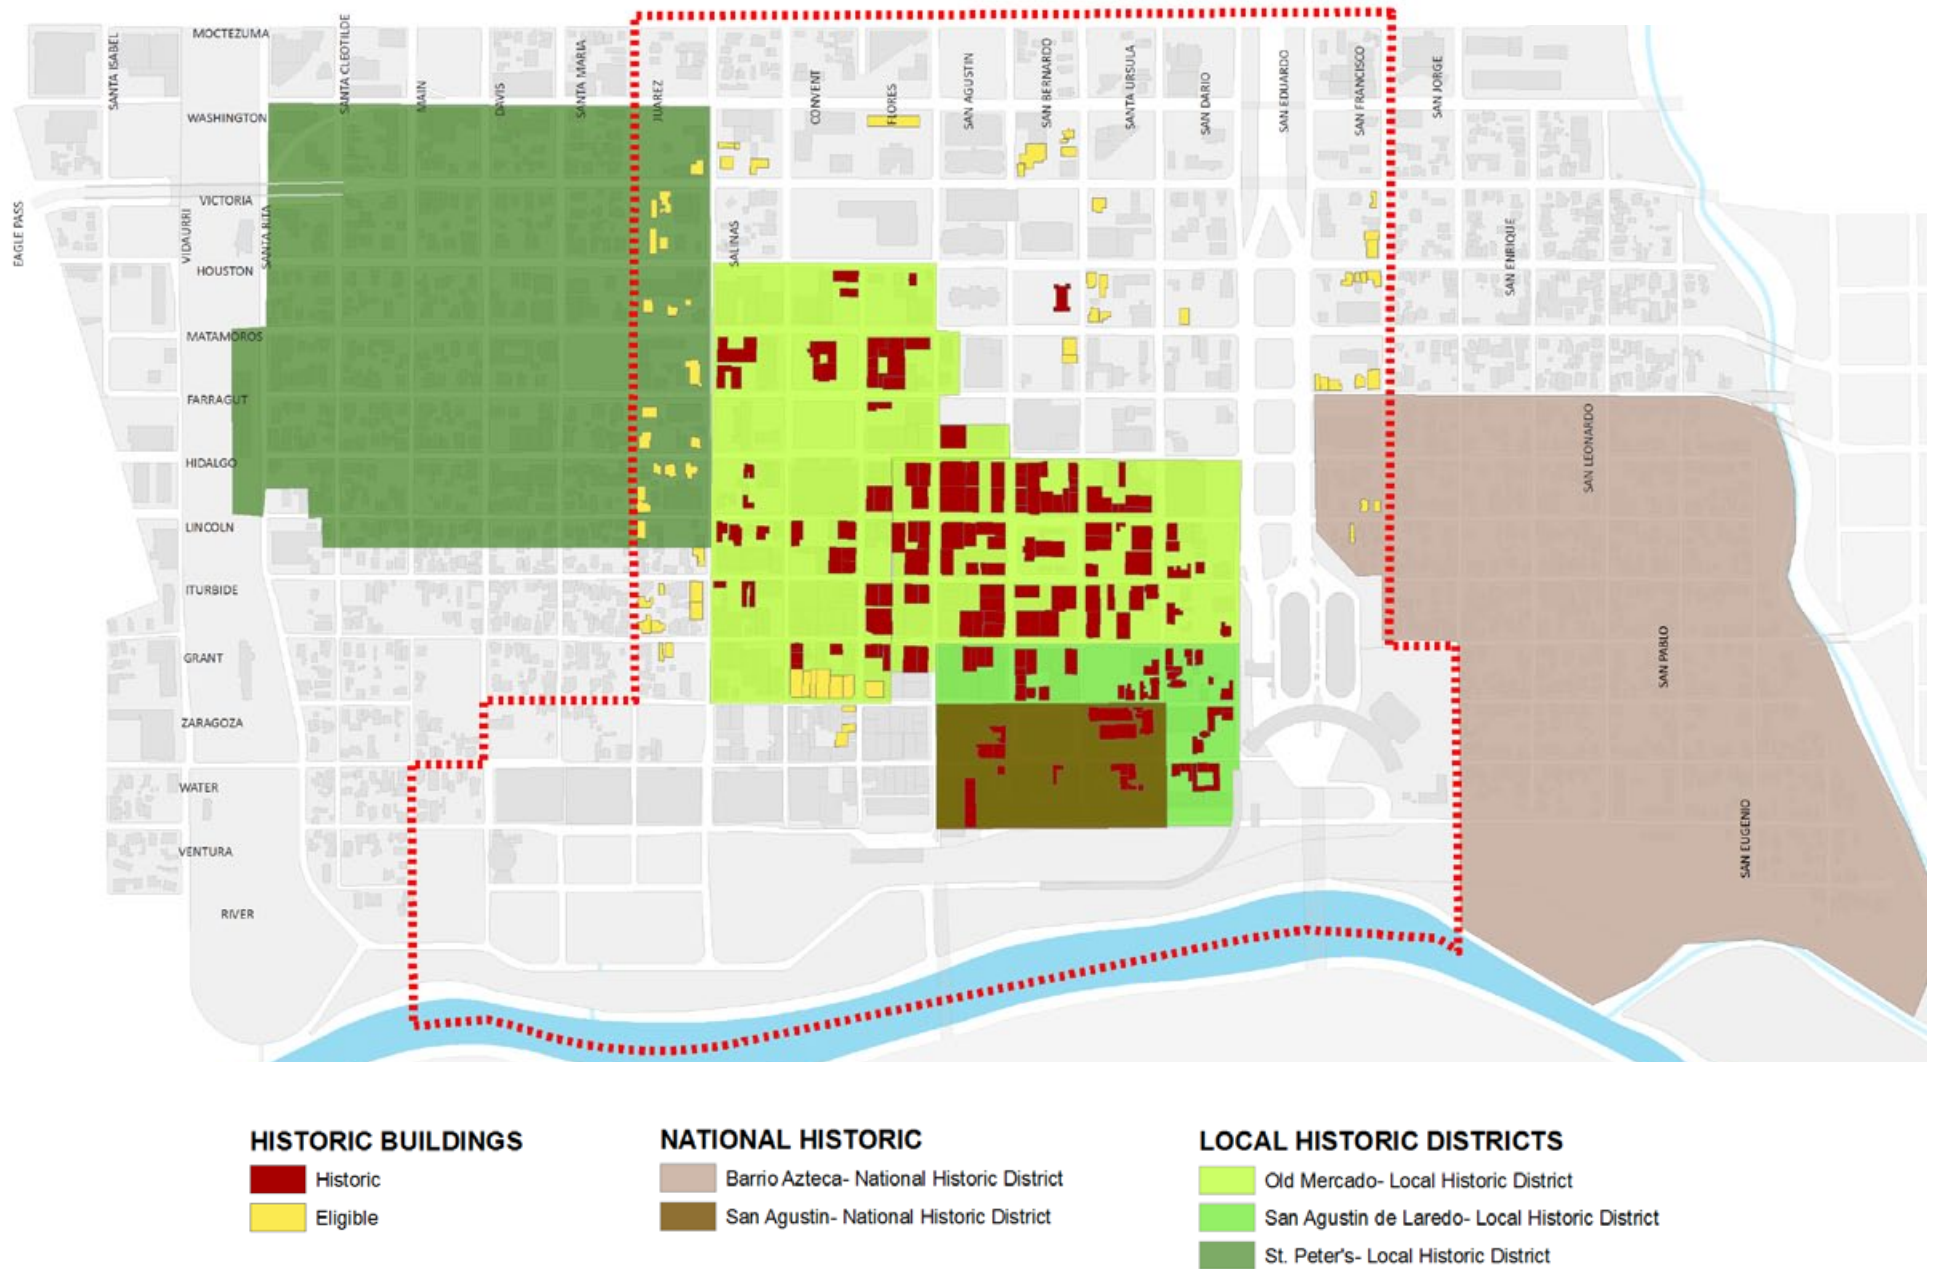 MOCTEZUMA
WASHINGTON
VICTORIA
HOUSTON
MATAMOROS
FARRAGUT
HIDALGO
LINCOLN
ITURBIDE
GRANT
ZARAGOZA
WATER
VENTURA
RIVER
EAGLE PASS
SANTA ISABEL
VIDAURRI
SANTA RITA
SANTA CLEOTILDE
MAIN
DAVIS
SANTA MARIA
JUAREZ
SALINAS
CONVENT
FLORES
SAN AGUSTIN
SAN BERNARDO
SANTA URSULA
SAN DARIO
SAN EDUARDO
SAN FRANCISCO
SAN JORGE
SAN ENRIQUE
SAN LEONARDO
SAN PABLO
SAN EUGENIO
HISTORIC BUILDINGS
Historic
Eligible
NATIONAL HISTORIC
Barrio Azteca- National Historic District
San Agustin- National Historic District
LOCAL HISTORIC DISTRICTS
Old Mercado- Local Historic District
San Agustin de Laredo- Local Historic District
St. Peter's- Local Historic District